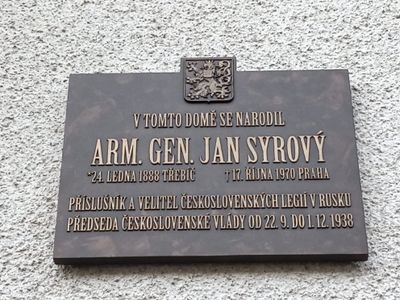 V TOMTO DOMĚ SE NARODIL
ARM. GEN. JAN SYROVÝ
*24. LEDNA 1888 TŘEBÍČ †17. ŘÍJNA 1970 PRAHA
PŘÍSLUŠNÍK A VELITEL ČESKOSLOVENSKÝCH LEGIÍ V RUSKU
PŘEDSEDA ČESKOSLOVENSKÉ VLÁDY OD 22. 9. DO 1. 12. 1938